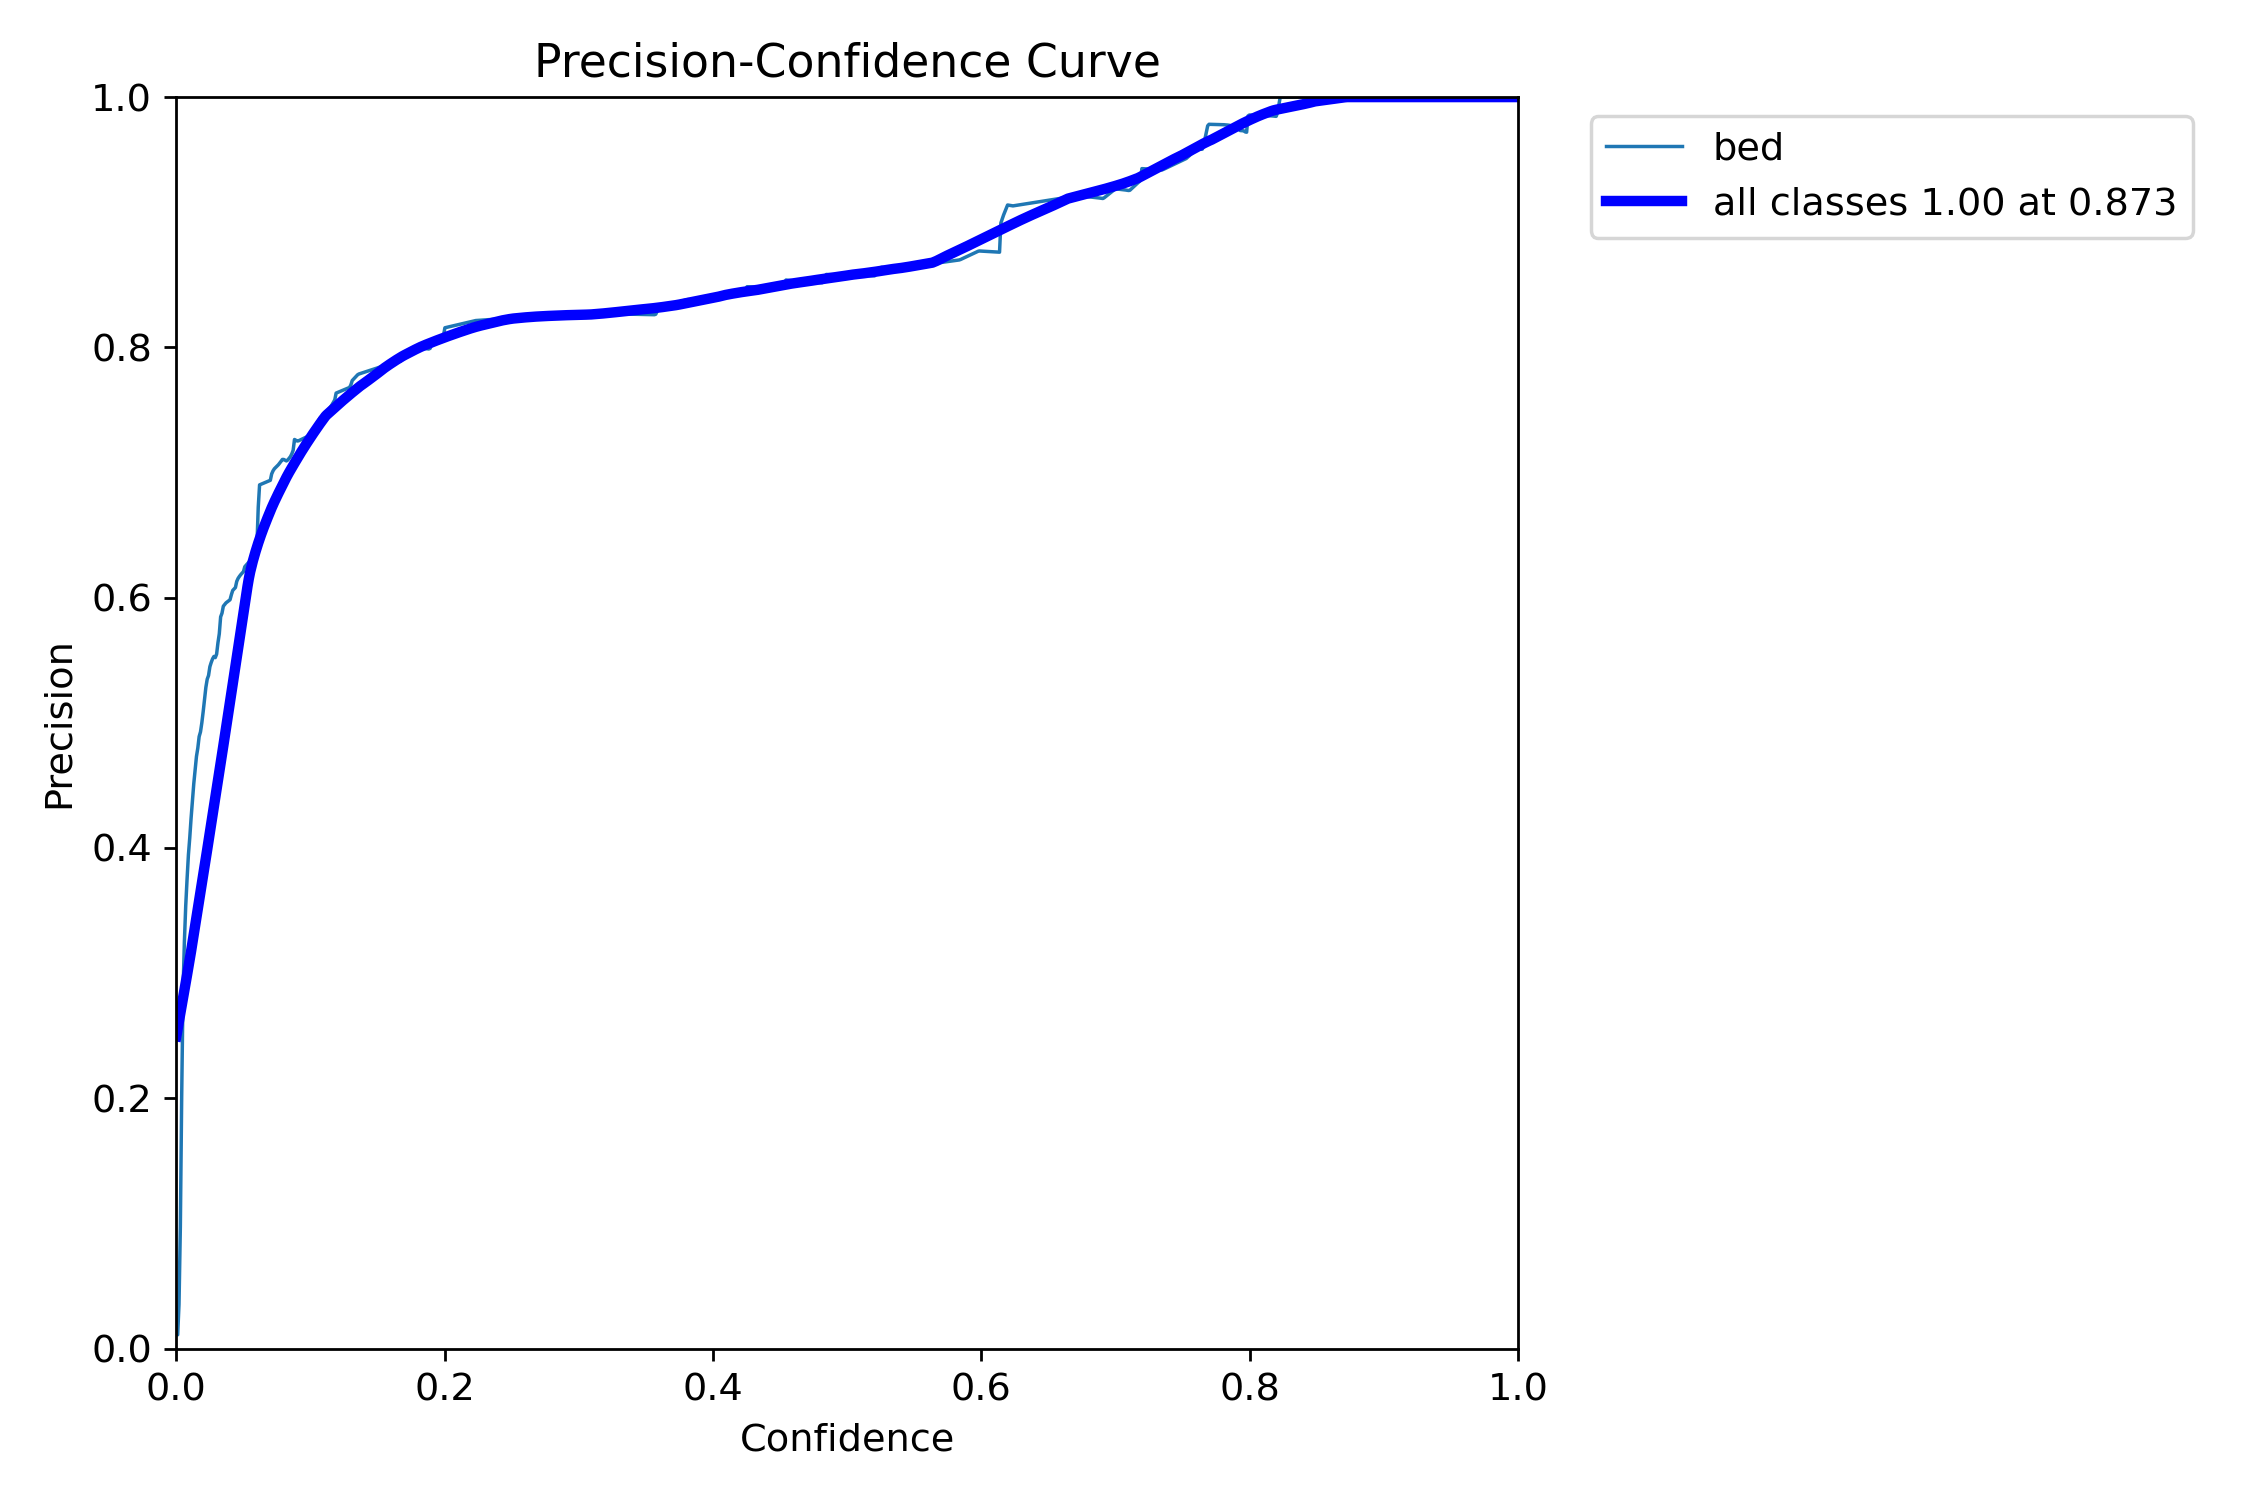 Precision-Confidence Curve
1.0
0.8
0.6
0.4
0.2
0.0
Precision
0.0 0.2 0.4 0.6 0.8 1.0
Confidence
bed
all classes 1.00 at 0.873